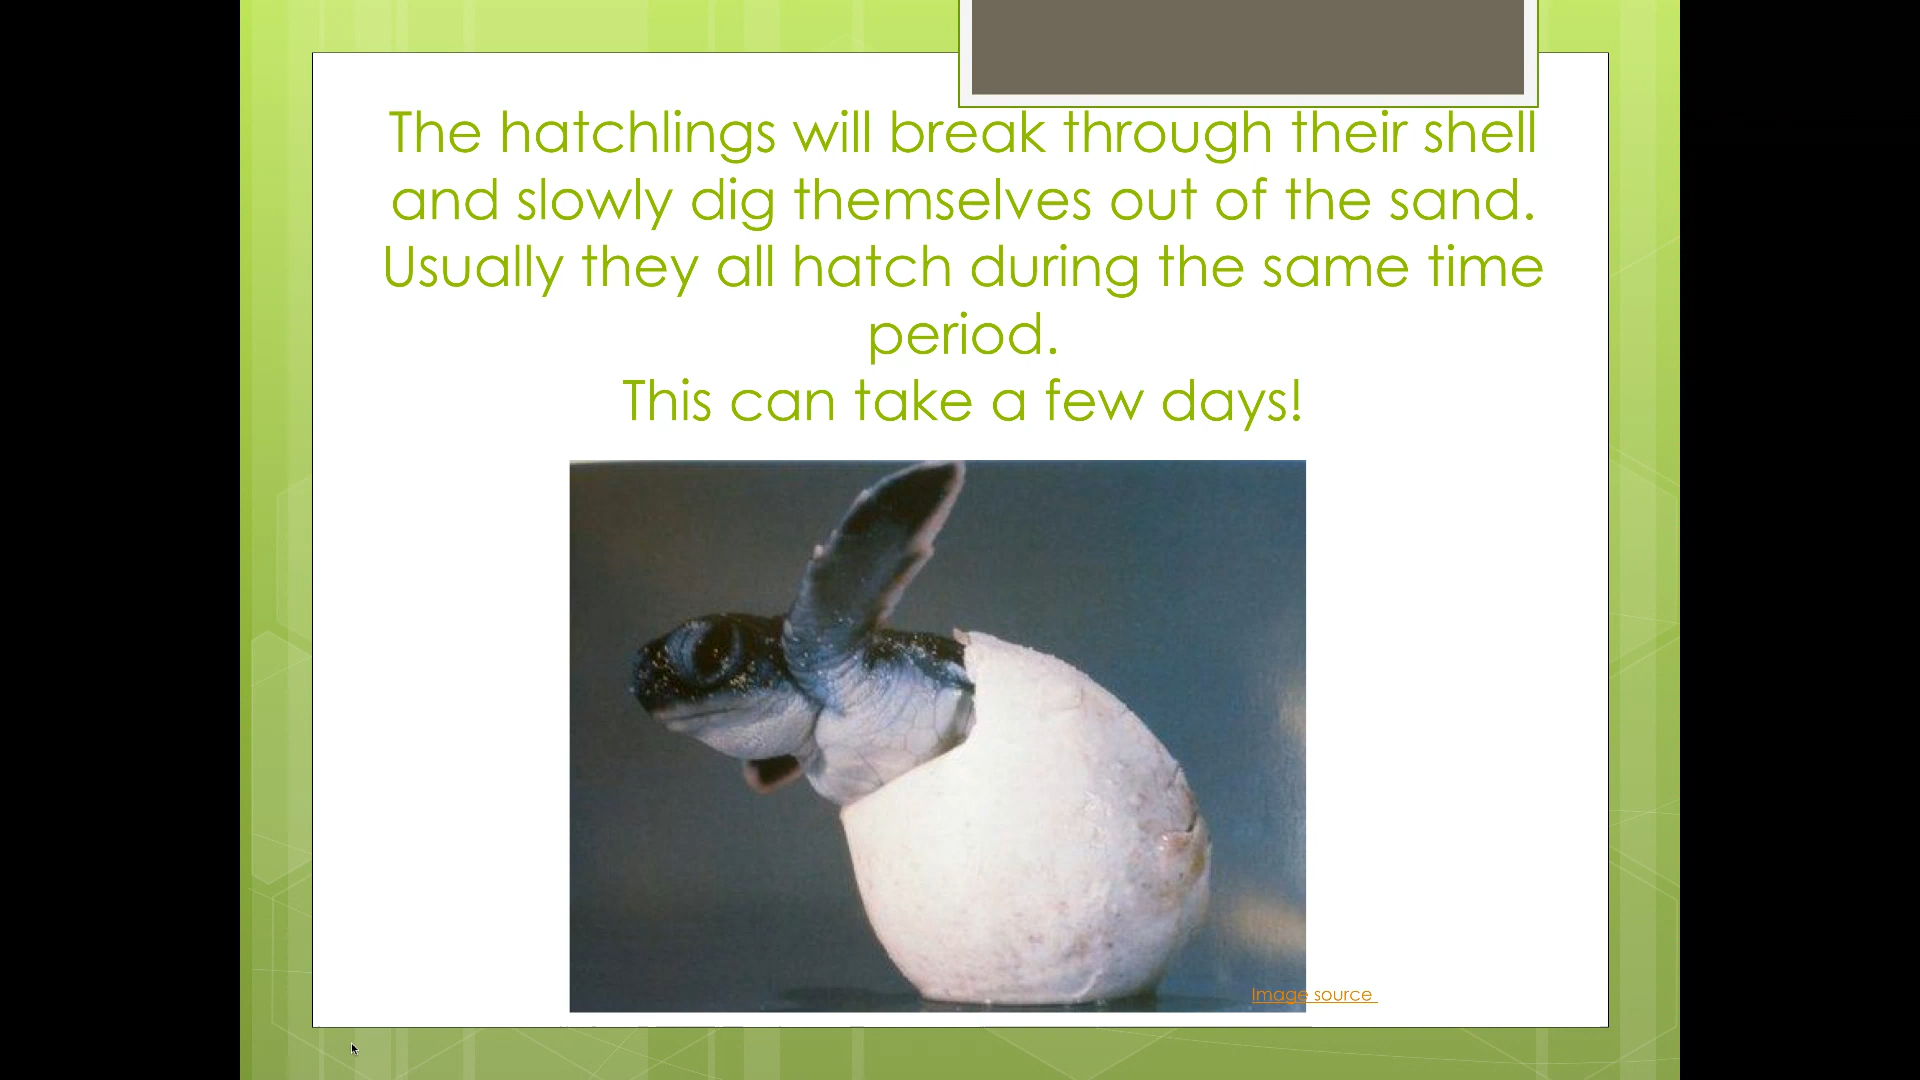 The hatchlings will break through their shell
and slowly dig themselves out of the sand.
Usually they all hatch during the same time
period.
This can take a few days!
Image source